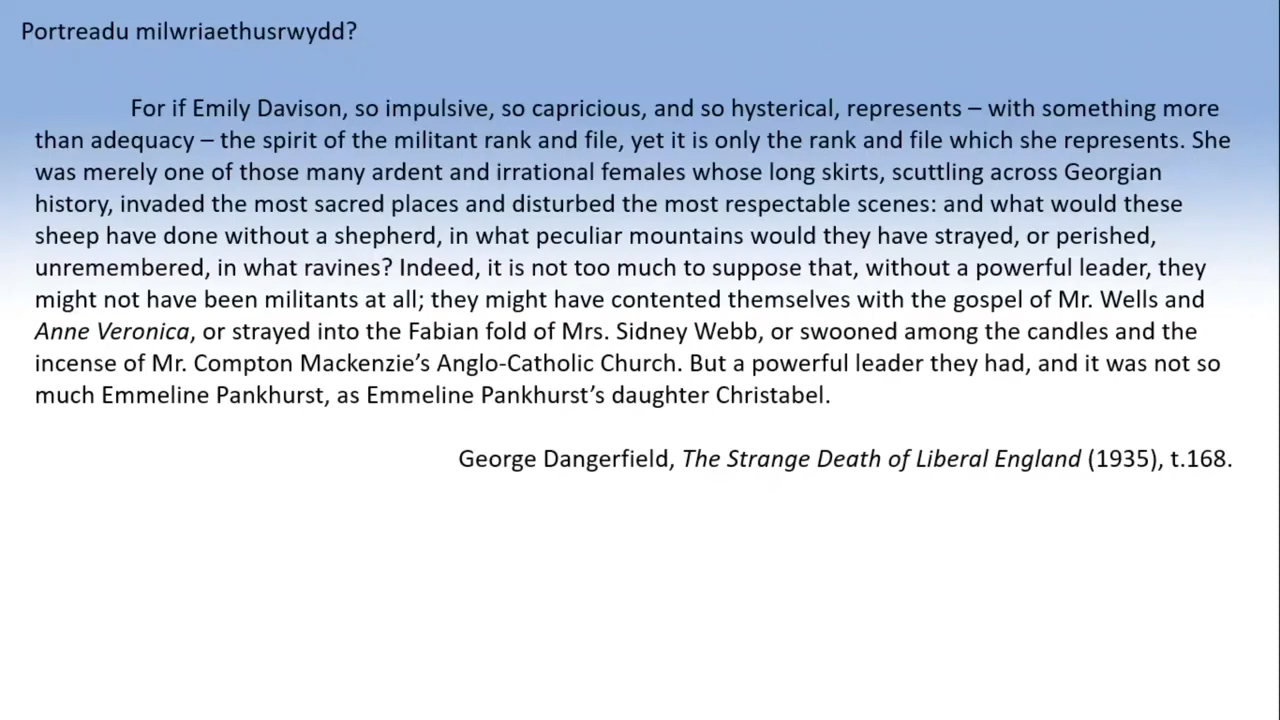 Portreadu milwriaethusrwydd?
For if Emily Davison, so impulsive, so capricious, and so hysterical, represents – with something more
than adequacy – the spirit of the militant rank and file, yet it is only the rank and file which she represents. She
was merely one of those many ardent and irrational females whose long skirts, scuttling across Georgian
history, invaded the most sacred places and disturbed the most respectable scenes: and what would these
sheep have done without a shepherd, in what peculiar mountains would they have strayed, or perished,
unremembered, in what ravines? Indeed, it is not too much to suppose that, without a powerful leader, they
might not have been militants at all; they might have contented themselves with the gospel of Mr. Wells and
Anne Veronica, or strayed into the Fabian fold of Mrs. Sidney Webb, or swooned among the candles and the
incense of Mr. Compton Mackenzie’s Anglo-Catholic Church. But a powerful leader they had, and it was not so
much Emmeline Pankhurst, as Emmeline Pankhurst’s daughter Christabel.
George Dangerfield, The Strange Death of Liberal England (1935), t.168.